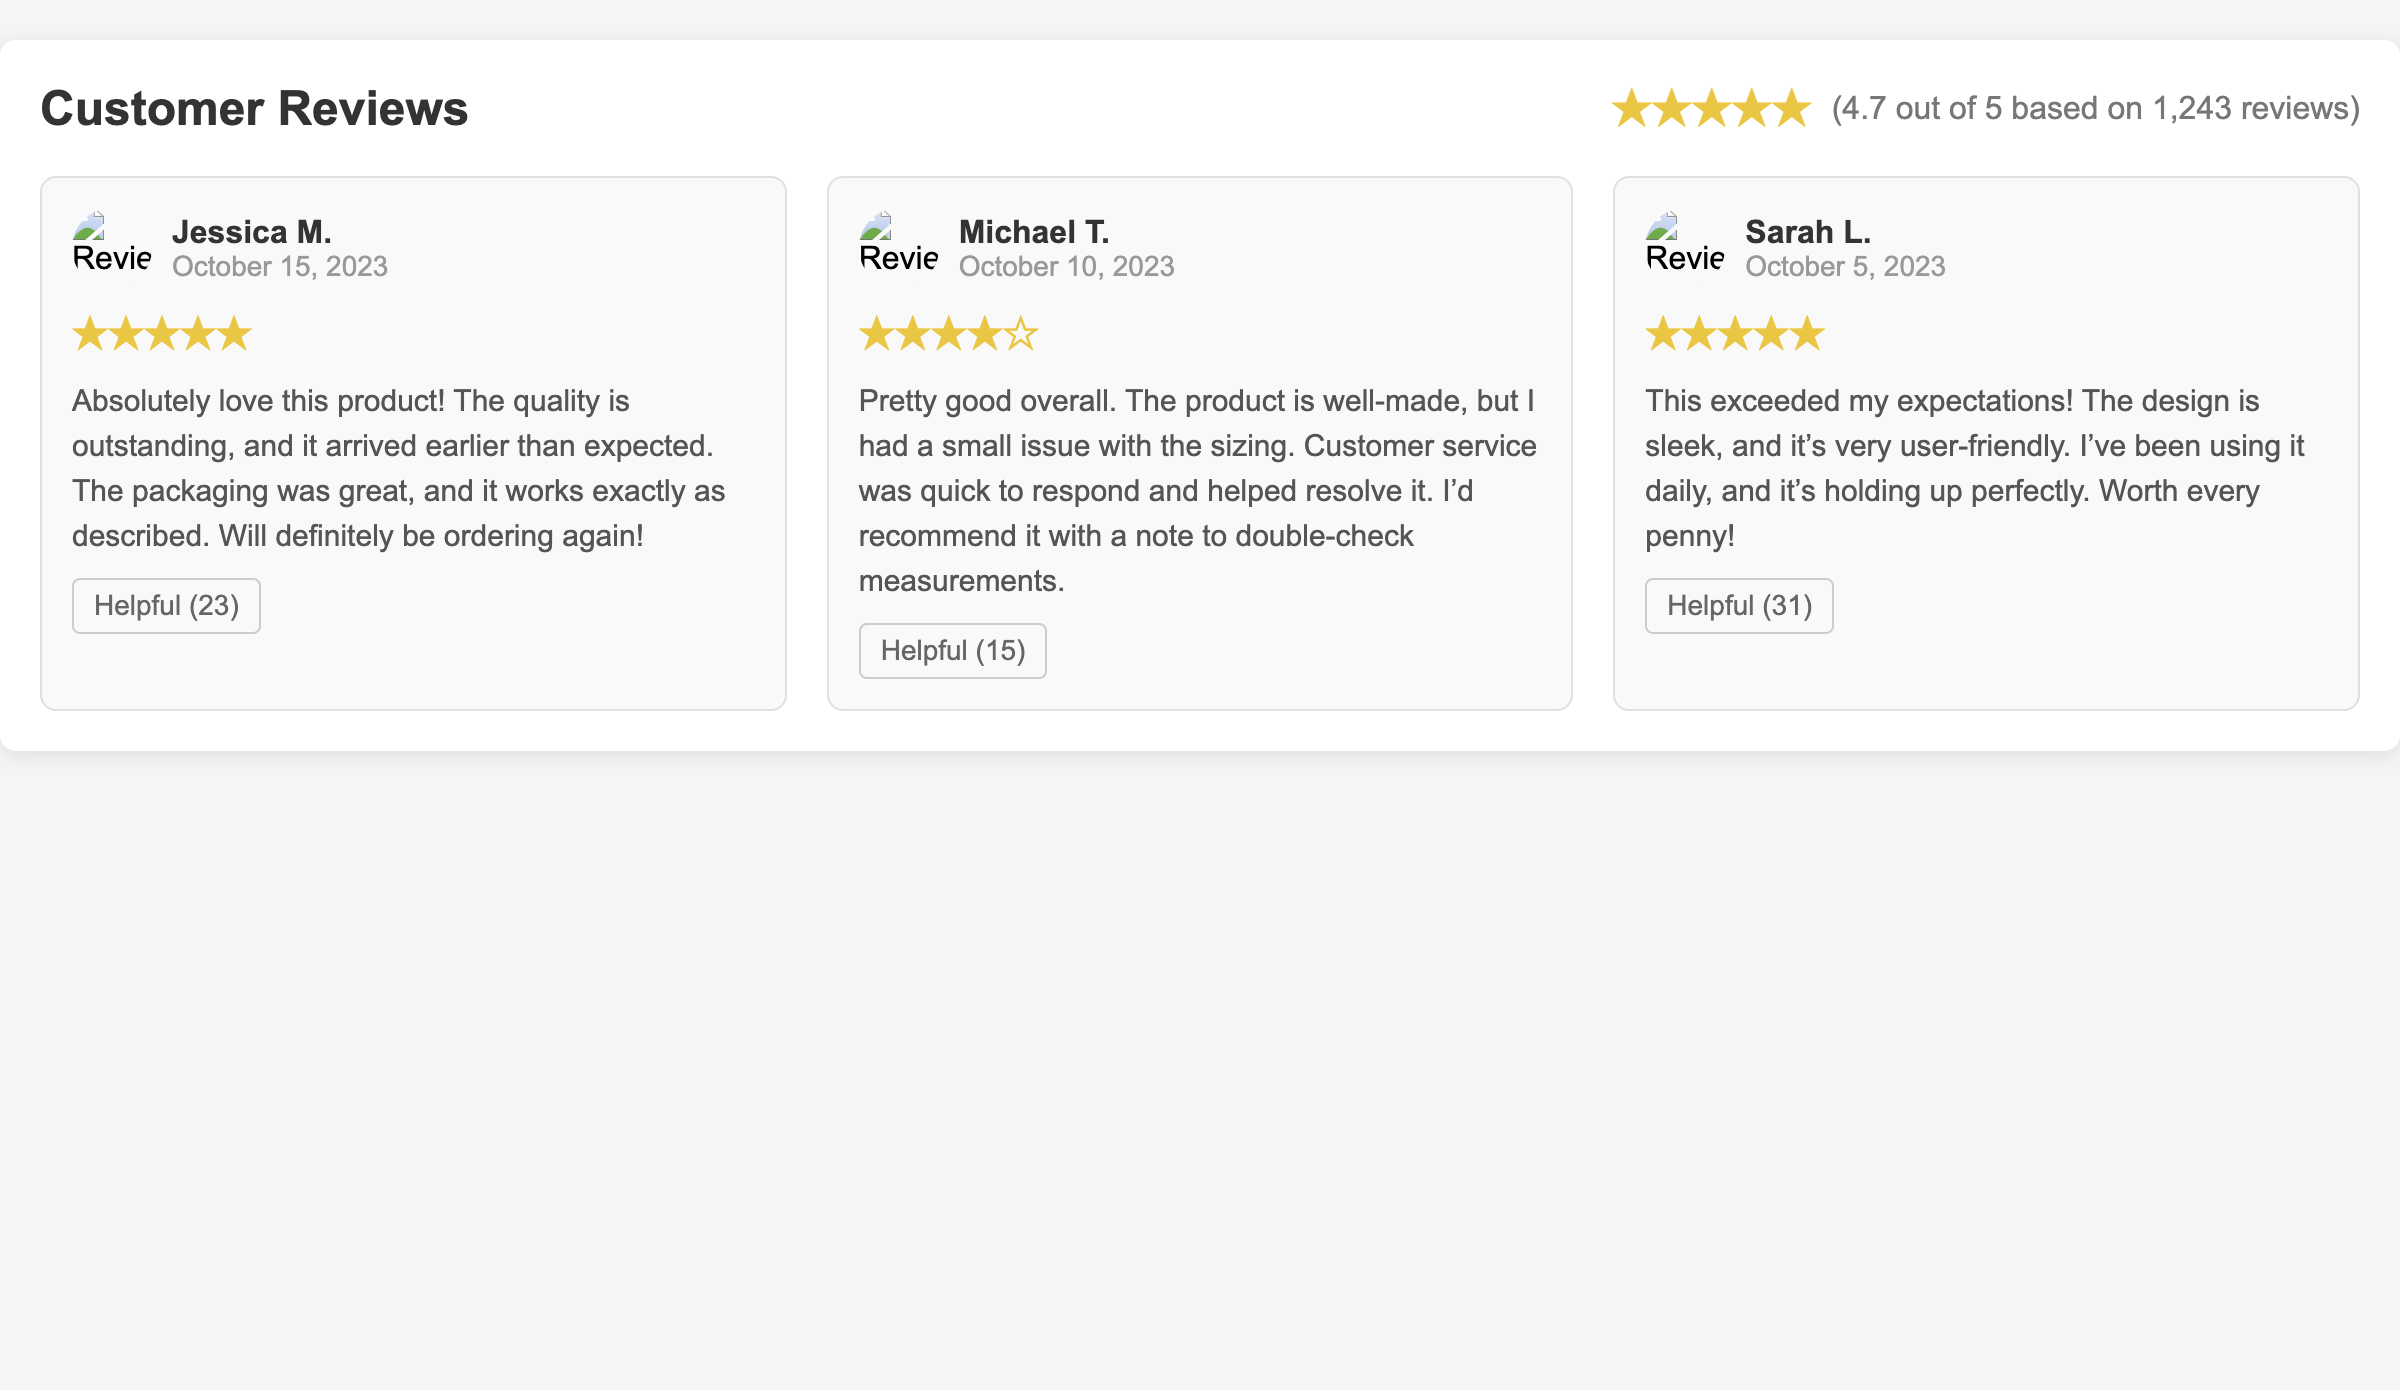 Customer Reviews
★★★★★ (4.7 out of 5 based on 1,243 reviews)
Revie
Jessica M.
October 15, 2023
★★★★★
Absolutely love this product! The quality is
outstanding, and it arrived earlier than expected.
The packaging was great, and it works exactly as
described. Will definitely be ordering again!
Helpful (23)
Revie
Michael T.
October 10, 2023
★★★★☆
Pretty good overall. The product is well-made, but I
had a small issue with the sizing. Customer service
was quick to respond and helped resolve it. I’d
recommend it with a note to double-check
measurements.
Helpful (15)
Revie
Sarah L.
October 5, 2023
★★★★★
This exceeded my expectations! The design is
sleek, and it’s very user-friendly. I’ve been using it
daily, and it’s holding up perfectly. Worth every
penny!
Helpful (31)